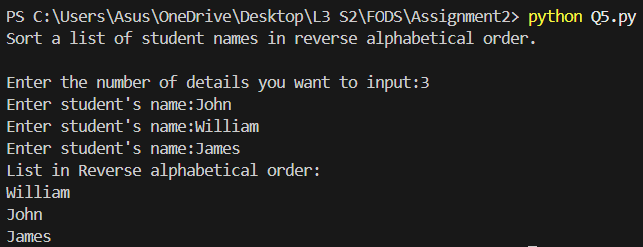 PS C:\Users\Asus\OneDrive\Desktop\L3 S2\FODS\Assignment2> python Q5.py
Sort a list of student names in reverse alphabetical order.
Enter the number of details you want to input:3
Enter student's name:John
Enter student's name:William
Enter student's name:James
List in Reverse alphabetical order:
William
John
James